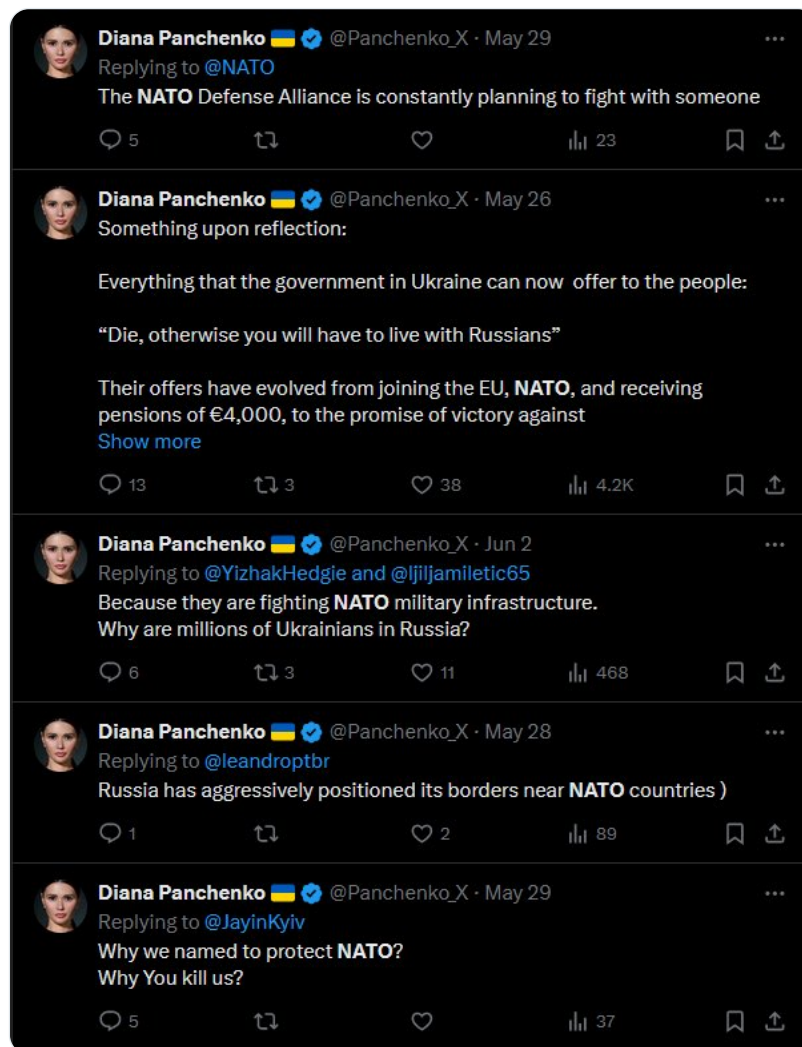 Diana Panchenko 🇺🇦 @Panchenko_X · May 29
Replying to @NATO
The NATO Defense Alliance is constantly planning to fight with someone
5 23
Diana Panchenko 🇺🇦 @Panchenko_X · May 26
Something upon reflection:
Everything that the government in Ukraine can now offer to the people:
“Die, otherwise you will have to live with Russians”
Their offers have evolved from joining the EU, NATO, and receiving
pensions of €4,000, to the promise of victory against
Show more
13 3 38 4.2K
Diana Panchenko 🇺🇦 @Panchenko_X · Jun 2
Replying to @YizhakHedgie and @ljiljamiletic65
Because they are fighting NATO military infrastructure.
Why are millions of Ukrainians in Russia?
6 3 11 468
Diana Panchenko 🇺🇦 @Panchenko_X · May 28
Replying to @leandroptbr
Russia has aggressively positioned its borders near NATO countries )
1 2 89
Diana Panchenko 🇺🇦 @Panchenko_X · May 29
Replying to @JayinKyiv
Why we named to protect NATO?
Why You kill us?
5 37